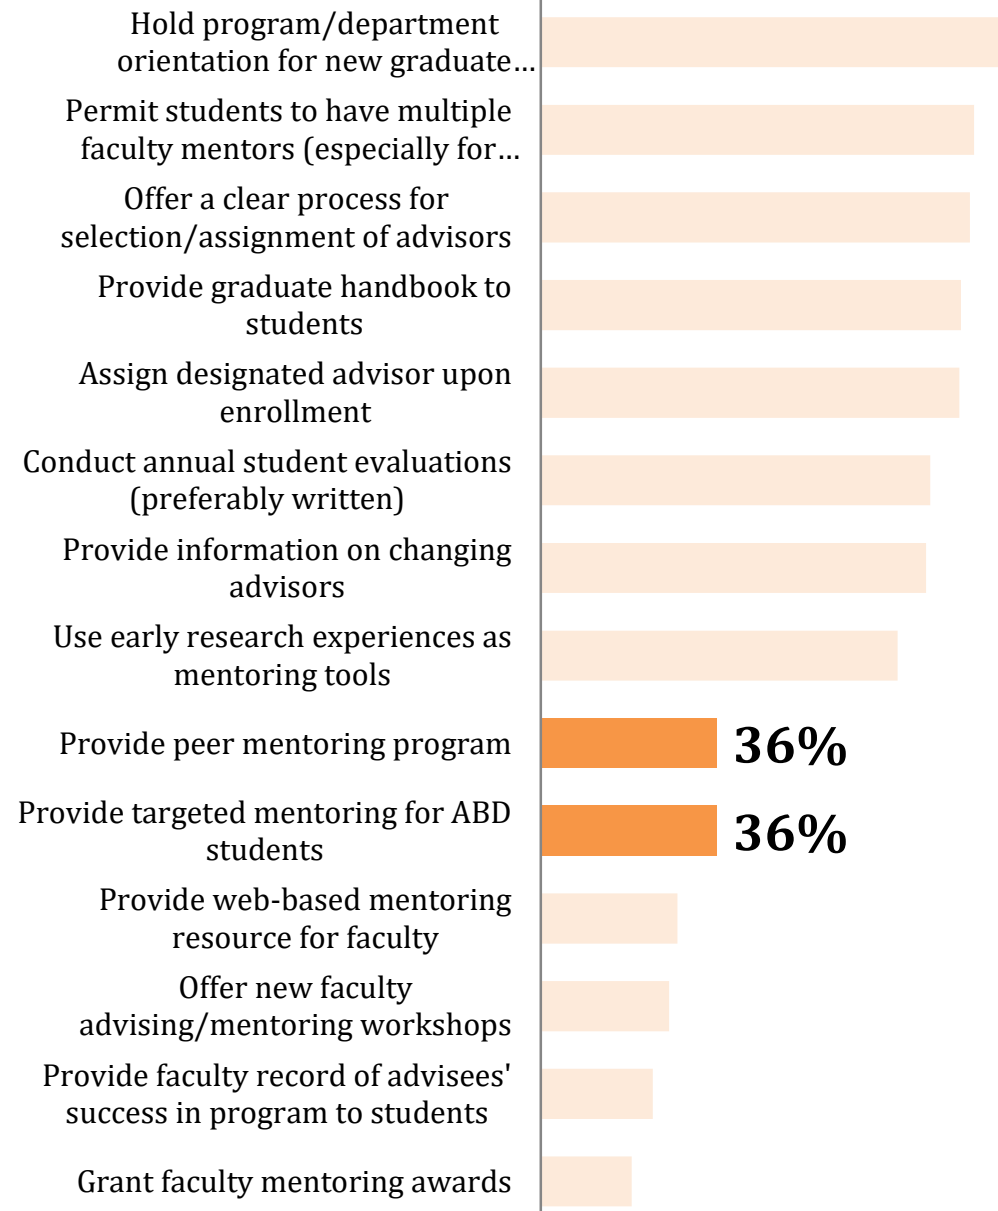 Hold program/department
orientation for new graduate…
Permit students to have multiple
faculty mentors (especially for…
Offer a clear process for
selection/assignment of advisors
Provide graduate handbook to
students
Assign designated advisor upon
enrollment
Conduct annual student evaluations
(preferably written)
Provide information on changing
advisors
Use early research experiences as
mentoring tools
Provide peer mentoring program
36%
Provide targeted mentoring for ABD
students
36%
Provide web-based mentoring
resource for faculty
Offer new faculty
advising/mentoring workshops
Provide faculty record of advisees'
success in program to students
Grant faculty mentoring awards